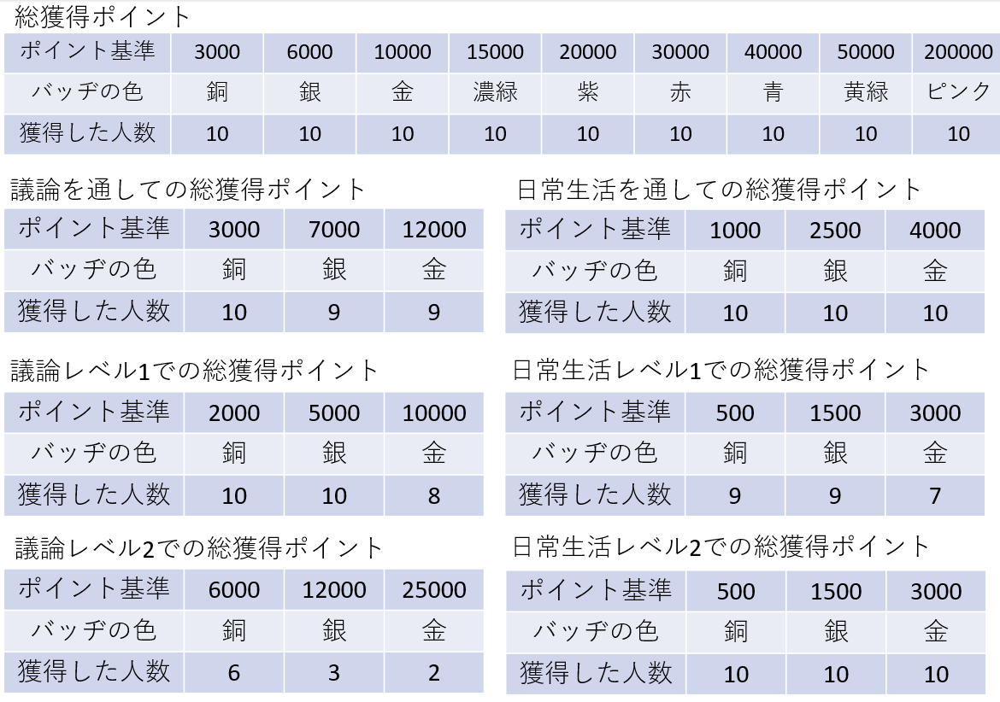 総獲得ポイント
ポイント基準 3000 6000 10000 15000 20000 30000 40000 50000 200000
バッヂの色 銅 銀 金 濃緑 紫 赤 青 黄緑 ピンク
獲得した人数 10 10 10 10 10 10 10 10 10
議論を通しての総獲得ポイント
ポイント基準 3000 7000 12000
バッヂの色 銅 銀 金
獲得した人数 10 9 9
日常生活を通しての総獲得ポイント
ポイント基準 1000 2500 4000
バッヂの色 銅 銀 金
獲得した人数 10 10 10
議論レベル1での総獲得ポイント
ポイント基準 2000 5000 10000
バッヂの色 銅 銀 金
獲得した人数 10 10 8
日常生活レベル1での総獲得ポイント
ポイント基準 500 1500 3000
バッヂの色 銅 銀 金
獲得した人数 9 9 7
議論レベル2での総獲得ポイント
ポイント基準 6000 12000 25000
バッヂの色 銅 銀 金
獲得した人数 6 3 2
日常生活レベル2での総獲得ポイント
ポイント基準 500 1500 3000
バッヂの色 銅 銀 金
獲得した人数 10 10 10